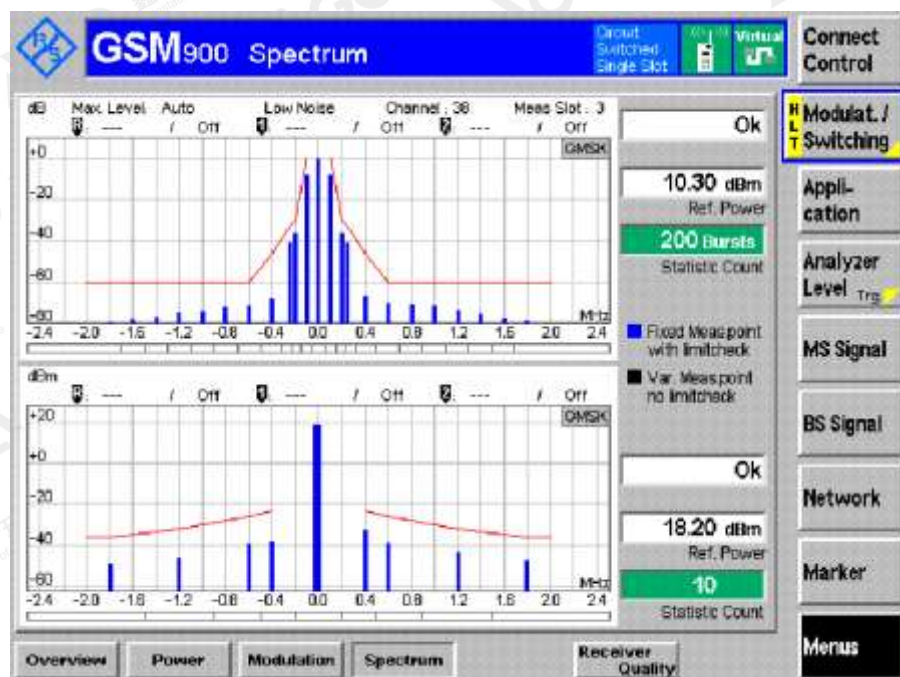 R&S
GSM900 Spectrum
Circuit Switched Single Slot
Virtual
Connect Control
dB Max. Level: Auto Low Noise Channel: 38 Meas Slot: 3
--- / Off --- / Off --- / Off
GMSK
+0
-20
-40
-60
-80
MHz
-2.4 -2.0 -1.6 -1.2 -0.8 -0.4 0.0 0.4 0.8 1.2 1.6 2.0 2.4
Ok
10.30 dBm
Ref. Power
200 Bursts
Statistic Count
Fixed Meas.point with limitcheck
Var. Meas.point no limitcheck
dBm
--- / Off --- / Off --- / Off
GMSK
+20
+0
-20
-40
-60
MHz
-2.4 -2.0 -1.6 -1.2 -0.8 -0.4 0.0 0.4 0.8 1.2 1.6 2.0 2.4
Ok
18.20 dBm
Ref. Power
10
Statistic Count
HLT
Modulat. / Switching
Appli-cation
Analyzer Level Trg
MS Signal
BS Signal
Network
Marker
Menus
Overview
Power
Modulation
Spectrum
Receiver Quality